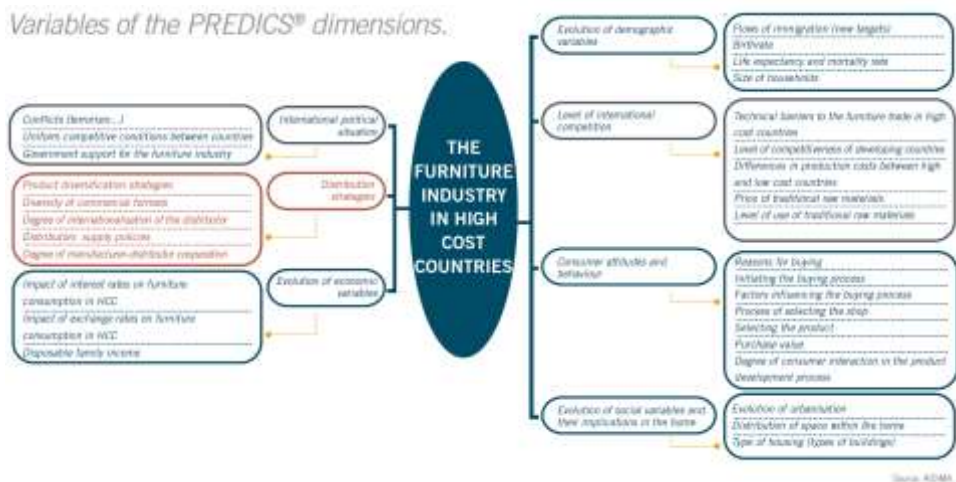 Variables of the PREDICS® dimensions.
Conflicts (terrorism...)
Uniform competitive conditions between countries
Government support for the furniture industry
International political
situation
Product diversification strategies
Diversity of commercial formats
Degree of internationalisation of the distributor
Distributors supply policies
Degree of manufacturer-distributor cooperation
Distribution
strategies
Impact of interest rates on furniture
consumption in HCC
Impact of exchange rates on furniture
consumption in HCC
Disposable family income
Evolution of economic
variables
THE
FURNITURE
INDUSTRY
IN HIGH
COST
COUNTRIES
Evolution of demographic
variables
Flows of immigration (new targets)
Birthrate
Life expectancy and mortality rate
Size of households
Level of international
competition
Technical barriers to the furniture trade in high
cost countries
Level of competitiveness of developing countries
Differences in production costs between high
and low cost countries
Price of traditional raw materials
Level of use of traditional raw materials
Consumer attitudes and
behaviour
Reasons for buying
Initiating the buying process
Factors influencing the buying process
Process of selecting the shop
Selecting the product
Purchase value
Degree of consumer interaction in the product
development process
Evolution of social variables and
their implications in the home
Evolution of urbanisation
Distribution of space within the home
Type of housing (types of buildings)
Source: AIDIMA